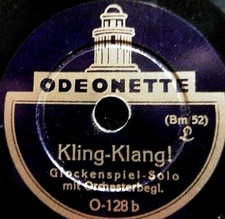 ODEONETTE
(Bm 52)
L
Kling-Klang!
Glockenspiel-Solo
mit Orchesterbegl.
O-128 b